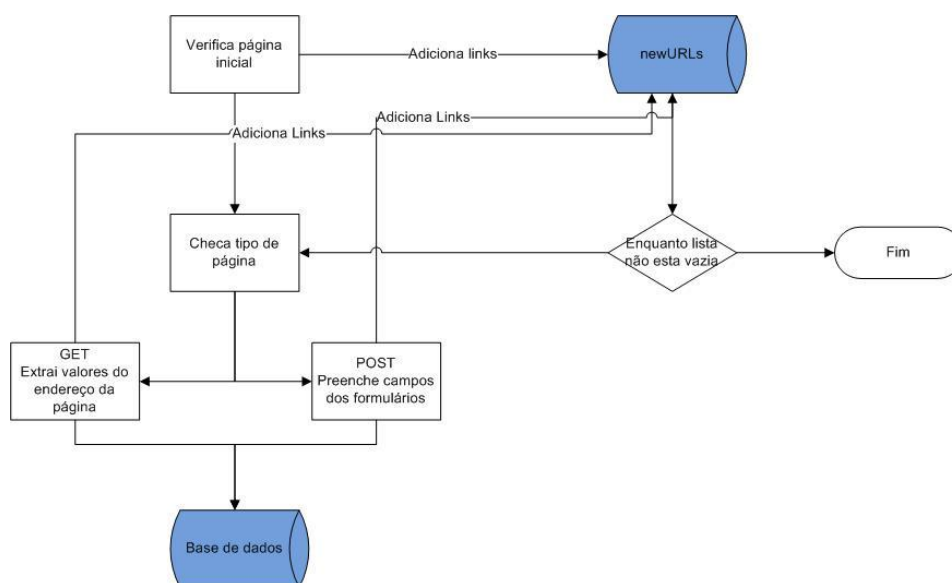 Verifica página
inicial
Adiciona links
newURLs
Adiciona Links
Adiciona Links
Checa tipo de
página
Enquanto lista
não esta vazia
Fim
GET
Extrai valores do
endereço da
página
POST
Preenche campos
dos formulários
Base de dados